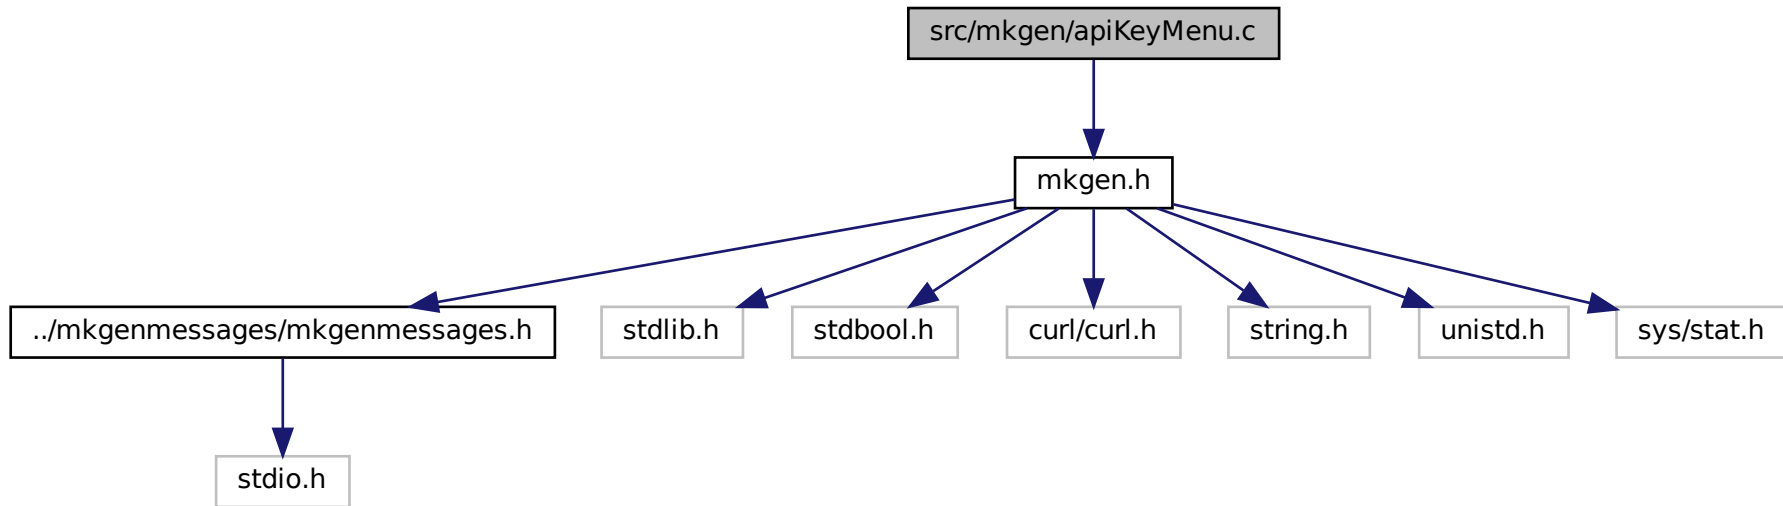 src/mkgen/apiKeyMenu.c
mkgen.h
../mkgenmessages/mkgenmessages.h
stdlib.h
stdbool.h
curl/curl.h
string.h
unistd.h
sys/stat.h
stdio.h